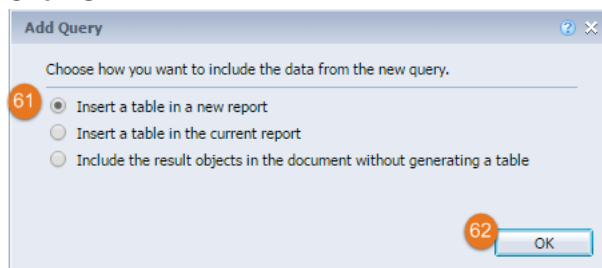 Add Query
Choose how you want to include the data from the new query.
61 Insert a table in a new report
Insert a table in the current report
Include the result objects in the document without generating a table
62 OK